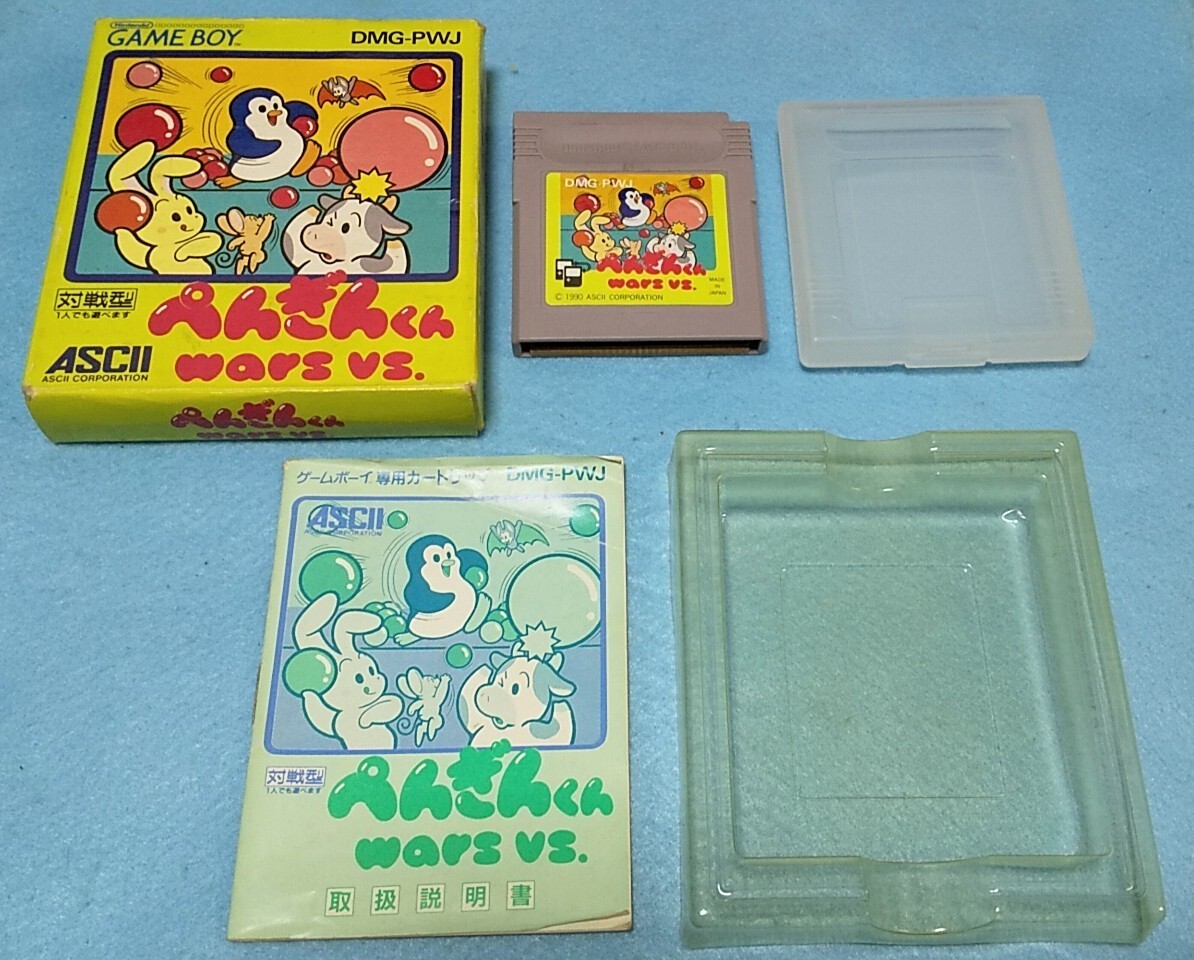 Nintendo
GAME BOY™
DMG-PWJ
対戦型
1人でも遊べます
ぺんぎんくん
wars vs.
ASCII
ASCII CORPORATION
ぺんぎんくん
wars vs.
DMG-PWJ
ぺんぎんくん
wars vs.
MADE
IN
JAPAN
© 1990 ASCII CORPORATION
ゲームボーイ専用カートリッジ DMG-PWJ
ASCII
ASCII CORPORATION
対戦型
1人でも遊べます
ぺんぎんくん
wars vs.
取扱説明書